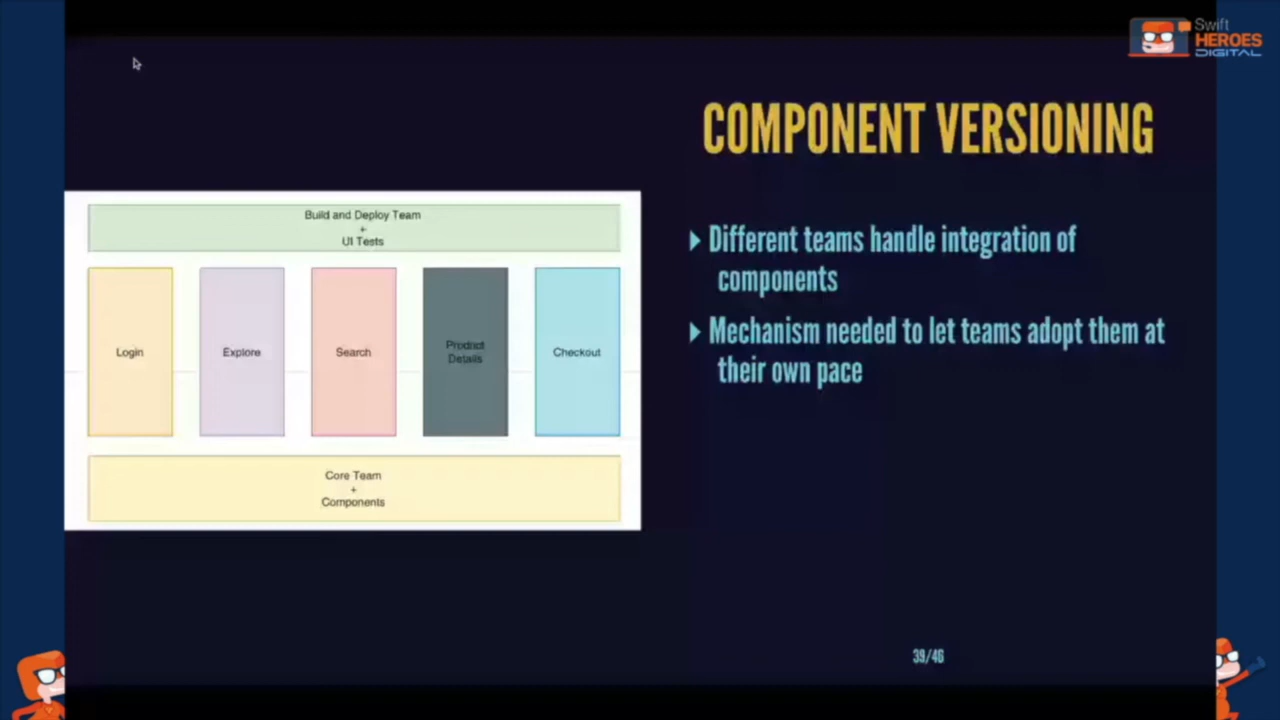 Swift
HEROES
DIGITAL
COMPONENT VERSIONING
Build and Deploy Team
+
UI Tests
Login
Explore
Search
Product
Details
Checkout
Core Team
+
Components
Different teams handle integration of
components
Mechanism needed to let teams adopt them at
their own pace
39/46